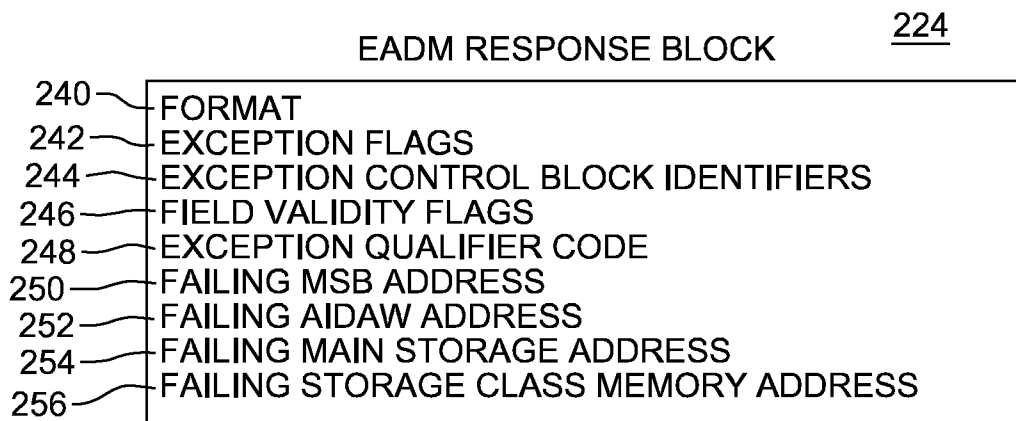 224
EADM RESPONSE BLOCK
240 FORMAT
242 EXCEPTION FLAGS
244 EXCEPTION CONTROL BLOCK IDENTIFIERS
246 FIELD VALIDITY FLAGS
248 EXCEPTION QUALIFIER CODE
250 FAILING MSB ADDRESS
252 FAILING AIDAW ADDRESS
254 FAILING MAIN STORAGE ADDRESS
256 FAILING STORAGE CLASS MEMORY ADDRESS